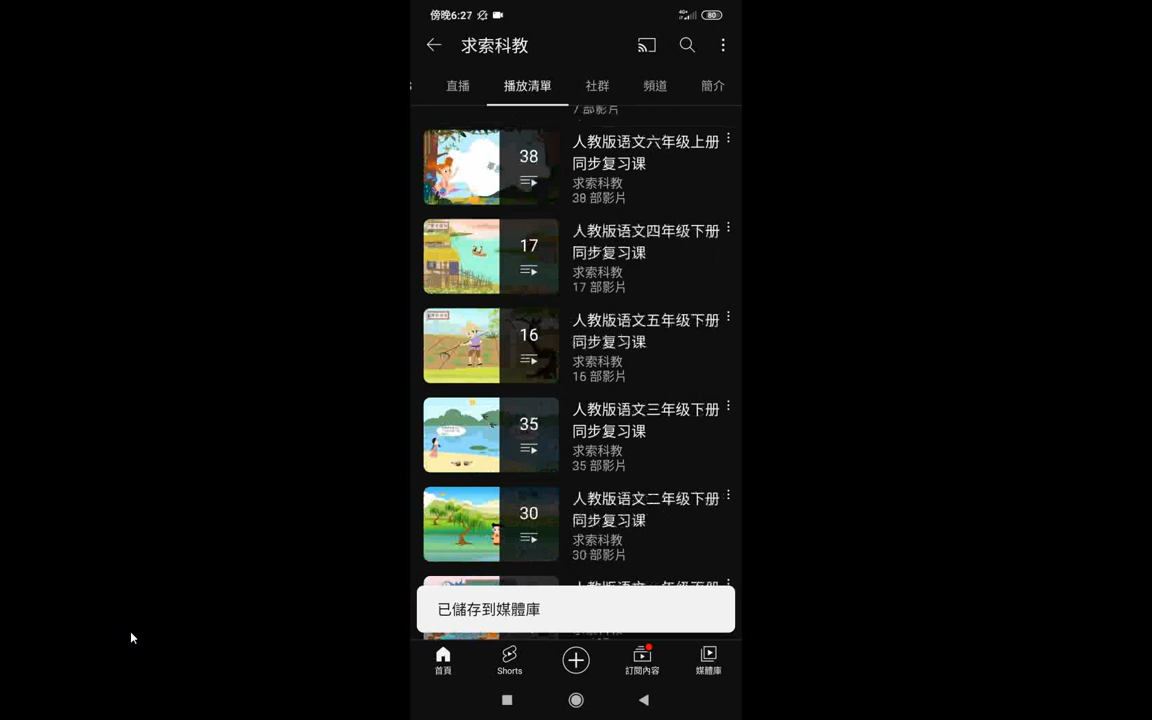 傍晚6:27
4G+
80
求索科教
直播
播放清單
社群
頻道
簡介
7 部影片
38
人教版语文六年级上册
同步复习课
求索科教
38 部影片
17
人教版语文四年级下册
同步复习课
求索科教
17 部影片
16
人教版语文五年级下册
同步复习课
求索科教
16 部影片
35
人教版语文三年级下册
同步复习课
求索科教
35 部影片
30
人教版语文二年级下册
同步复习课
求索科教
30 部影片
已儲存到媒體庫
首頁
Shorts
訂閱內容
媒體庫